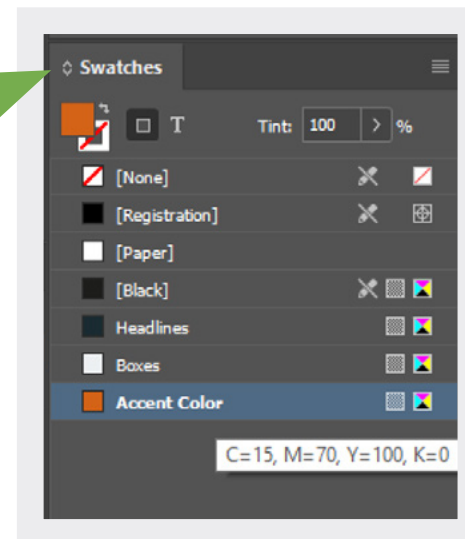 Swatches
T Tint: 100 > %
[None]
[Registration]
[Paper]
[Black]
Headlines
Boxes
Accent Color
C=15, M=70, Y=100, K=0